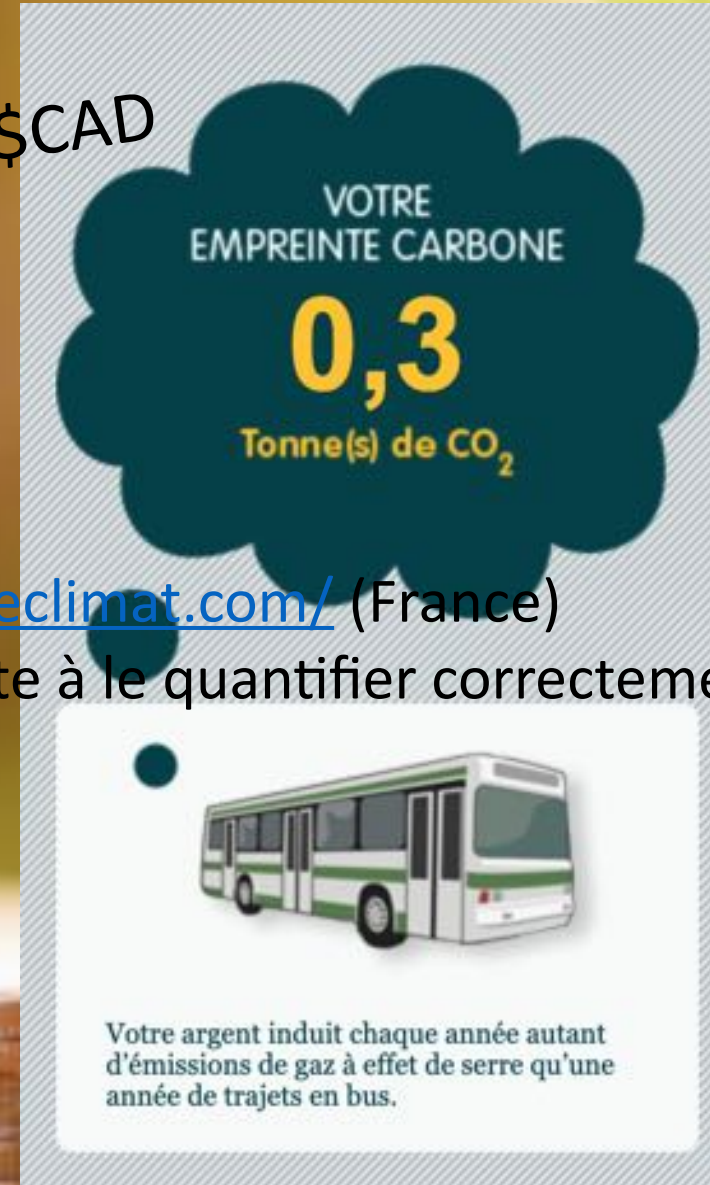 $CAD
VOTRE
EMPREINTE CARBONE
0,3
Tonne(s) de CO₂
eclimat.com/ (France)
te à le quantifier correcteme
Votre argent induit chaque année autant
d'émissions de gaz à effet de serre qu'une
année de trajets en bus.